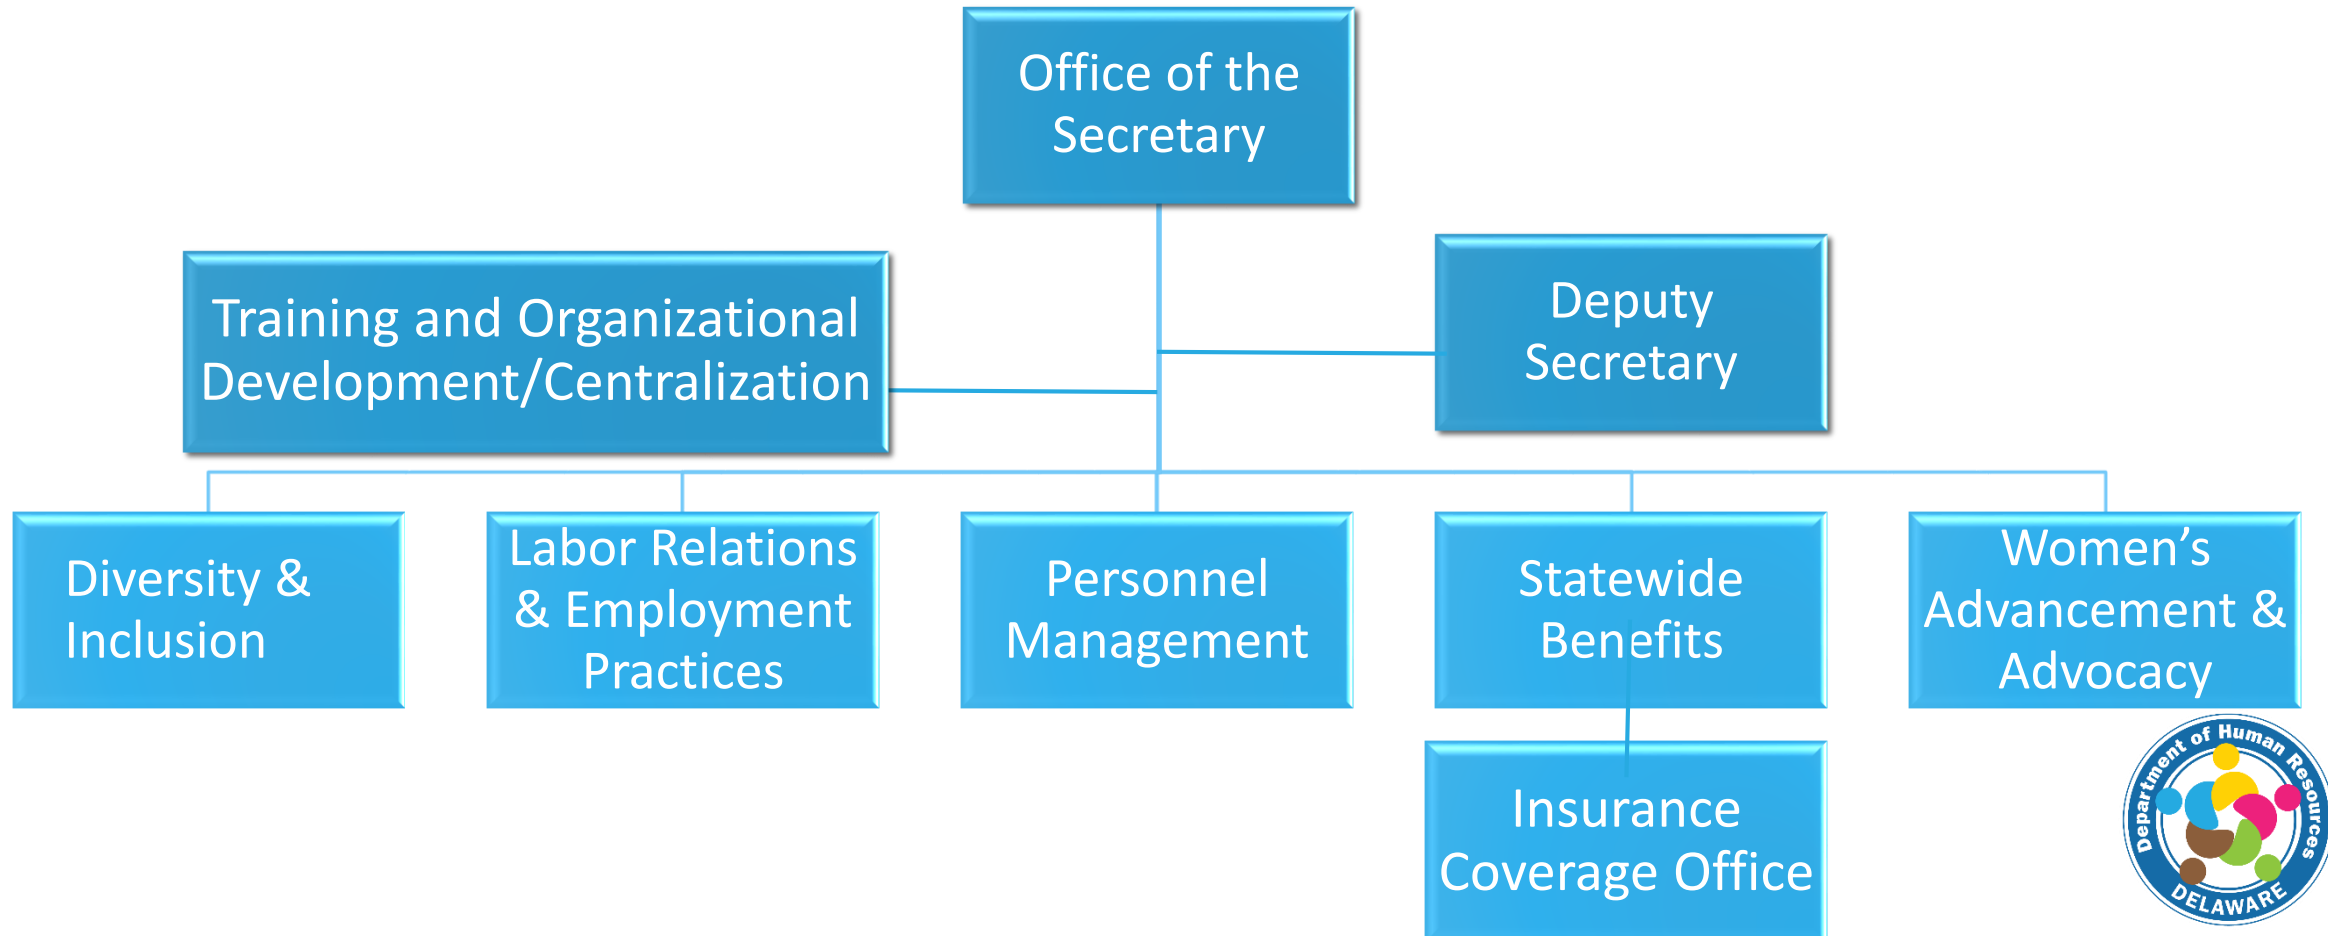 Office of the
Secretary
Training and Organizational
Development/Centralization
Deputy
Secretary
Diversity &
Inclusion
Labor Relations
& Employment
Practices
Personnel
Management
Statewide
Benefits
Women’s
Advancement &
Advocacy
Insurance
Coverage Office
Department of Human Resources
DELAWARE